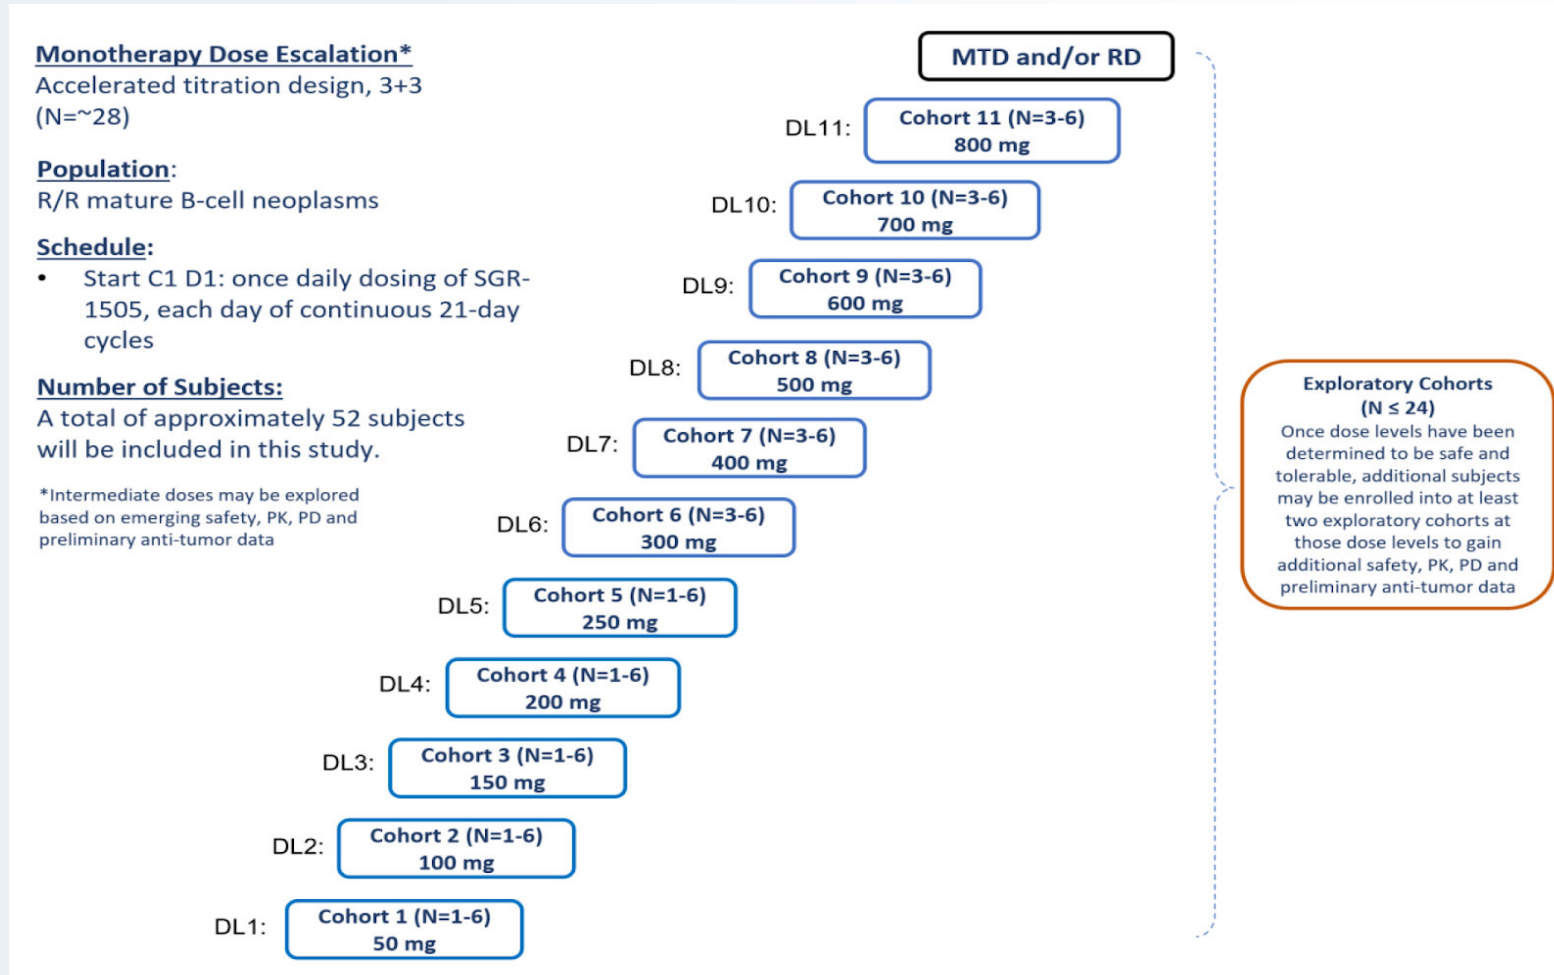 Monotherapy Dose Escalation*
Accelerated titration design, 3+3
(N=~28)
Population:
R/R mature B-cell neoplasms
Schedule:
• Start C1 D1: once daily dosing of SGR-
1505, each day of continuous 21-day
cycles
Number of Subjects:
A total of approximately 52 subjects
will be included in this study.
*Intermediate doses may be explored
based on emerging safety, PK, PD and
preliminary anti-tumor data
MTD and/or RD
DL11:
Cohort 11 (N=3-6)
800 mg
DL10:
Cohort 10 (N=3-6)
700 mg
DL9:
Cohort 9 (N=3-6)
600 mg
DL8:
Cohort 8 (N=3-6)
500 mg
DL7:
Cohort 7 (N=3-6)
400 mg
DL6:
Cohort 6 (N=3-6)
300 mg
DL5:
Cohort 5 (N=1-6)
250 mg
DL4:
Cohort 4 (N=1-6)
200 mg
DL3:
Cohort 3 (N=1-6)
150 mg
DL2:
Cohort 2 (N=1-6)
100 mg
DL1:
Cohort 1 (N=1-6)
50 mg
Exploratory Cohorts
(N ≤ 24)
Once dose levels have been
determined to be safe and
tolerable, additional subjects
may be enrolled into at least
two exploratory cohorts at
those dose levels to gain
additional safety, PK, PD and
preliminary anti-tumor data